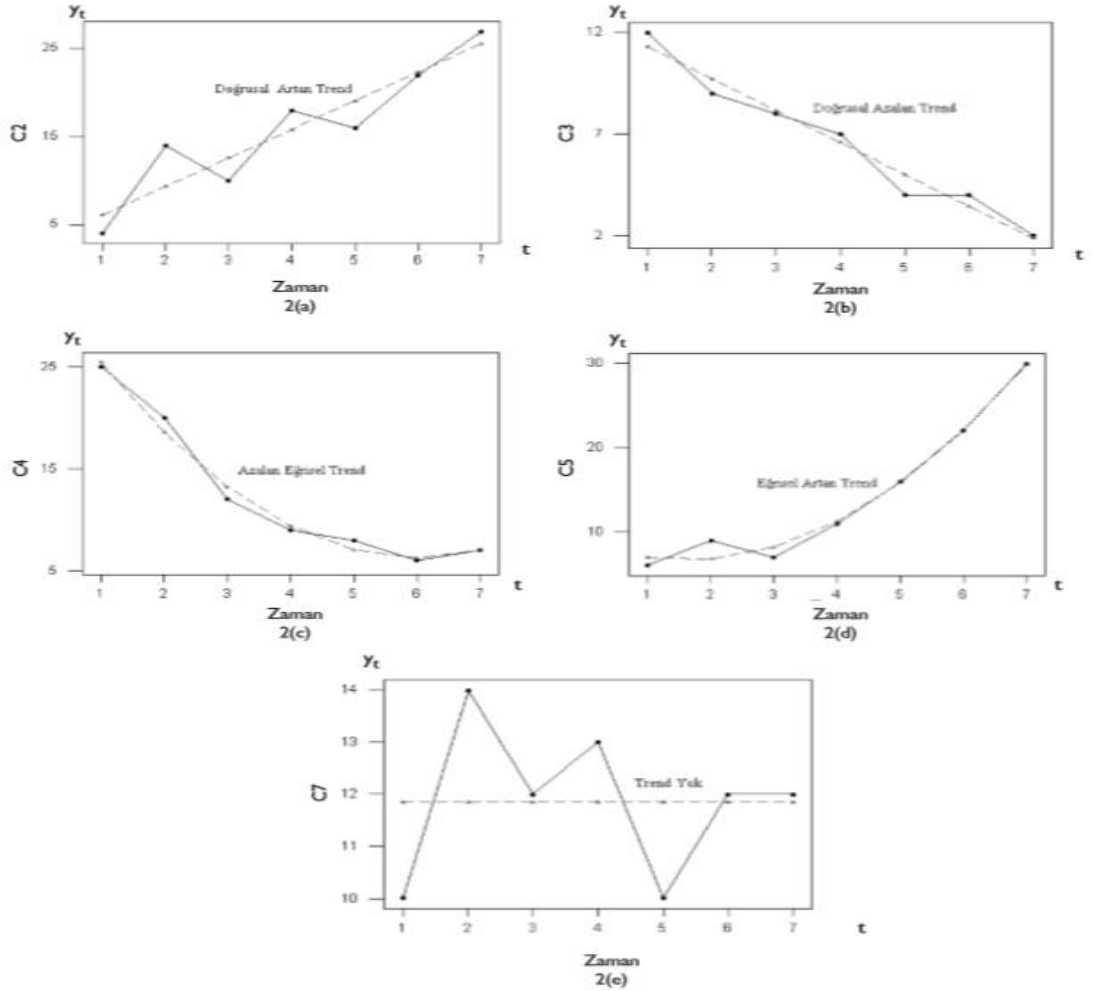 yt
25
15
5
C2
Doğrusal Artan Trend
1 2 3 4 5 6 7
t
Zaman
2(a)
yt
12
7
2
C3
Doğrusal Azalan Trend
1 2 3 4 5 6 7
t
Zaman
2(b)
yt
25
15
5
C4
Azalan Eğrisel Trend
1 2 3 4 5 6 7
t
Zaman
2(c)
yt
30
20
10
C5
Eğrisel Artan Trend
1 2 3 4 5 6 7
t
Zaman
2(d)
yt
14
13
12
11
10
C7
Trend Yok
1 2 3 4 5 6 7
t
Zaman
2(e)